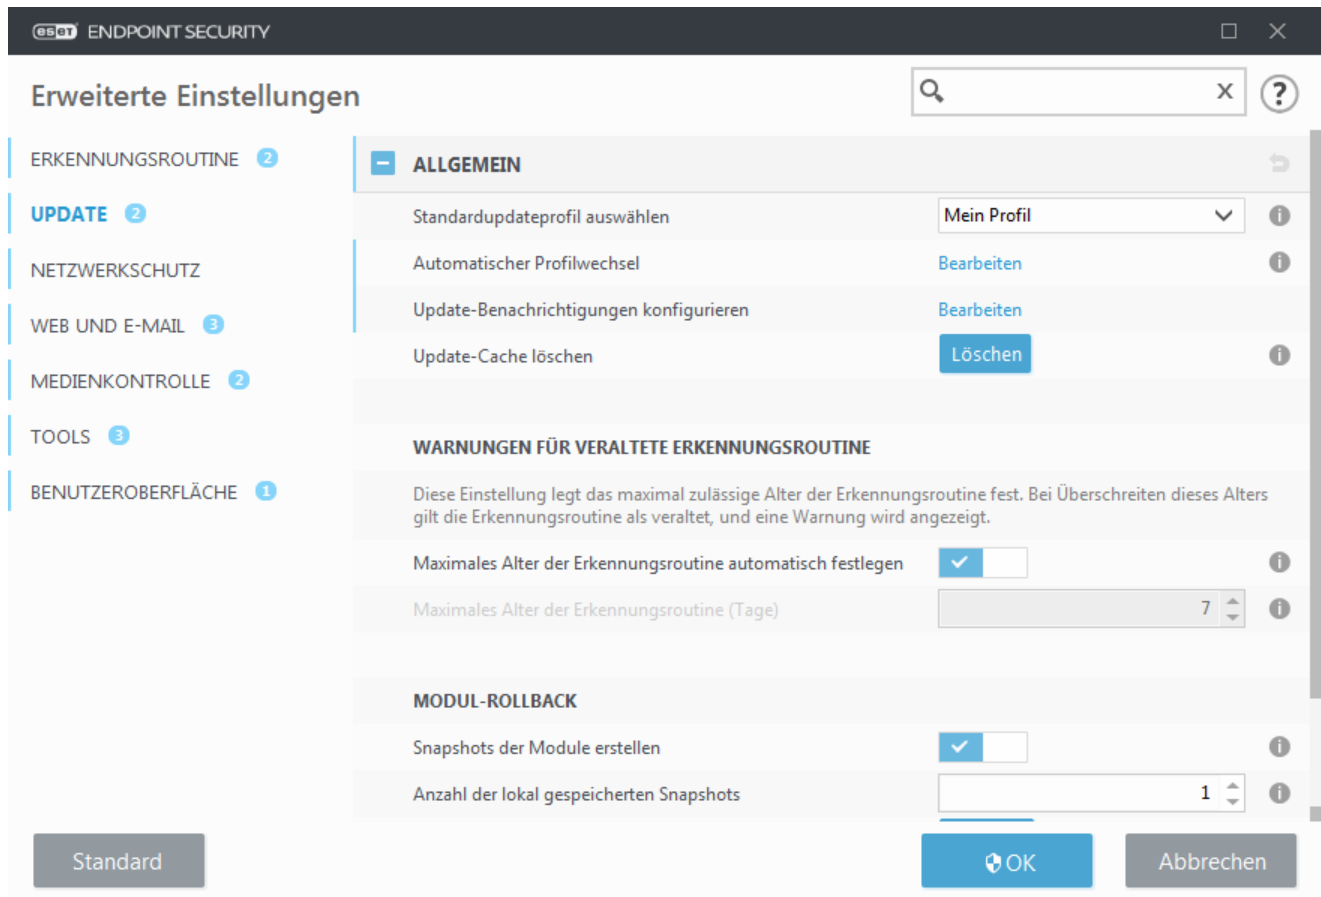 eset ENDPOINT SECURITY
Erweiterte Einstellungen
x
?
ERKENNUNGSROUTINE 2
UPDATE 2
NETZWERKSCHUTZ
WEB UND E-MAIL 3
MEDIENKONTROLLE 2
TOOLS 3
BENUTZEROBERFLÄCHE 1
ALLGEMEIN
Standardupdateprofil auswählen Mein Profil
Automatischer Profilwechsel Bearbeiten
Update-Benachrichtigungen konfigurieren Bearbeiten
Update-Cache löschen Löschen
WARNUNGEN FÜR VERALTETE ERKENNUNGSROUTINE
Diese Einstellung legt das maximal zulässige Alter der Erkennungsroutine fest. Bei Überschreiten dieses Alters
gilt die Erkennungsroutine als veraltet, und eine Warnung wird angezeigt.
Maximales Alter der Erkennungsroutine automatisch festlegen
Maximales Alter der Erkennungsroutine (Tage) 7
MODUL-ROLLBACK
Snapshots der Module erstellen
Anzahl der lokal gespeicherten Snapshots 1
Standard OK Abbrechen